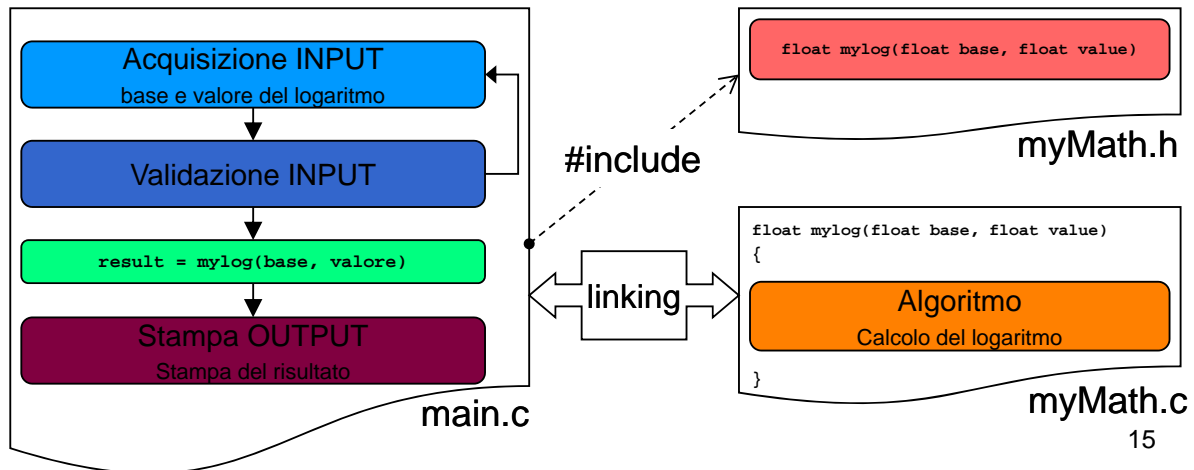 Acquisizione INPUT
base e valore del logaritmo
Validazione INPUT
result = mylog(base, valore)
Stampa OUTPUT
Stampa del risultato
main.c
#include
linking
float mylog(float base, float value)
myMath.h
float mylog(float base, float value)
{
Algoritmo
Calcolo del logaritmo
}
myMath.c
15